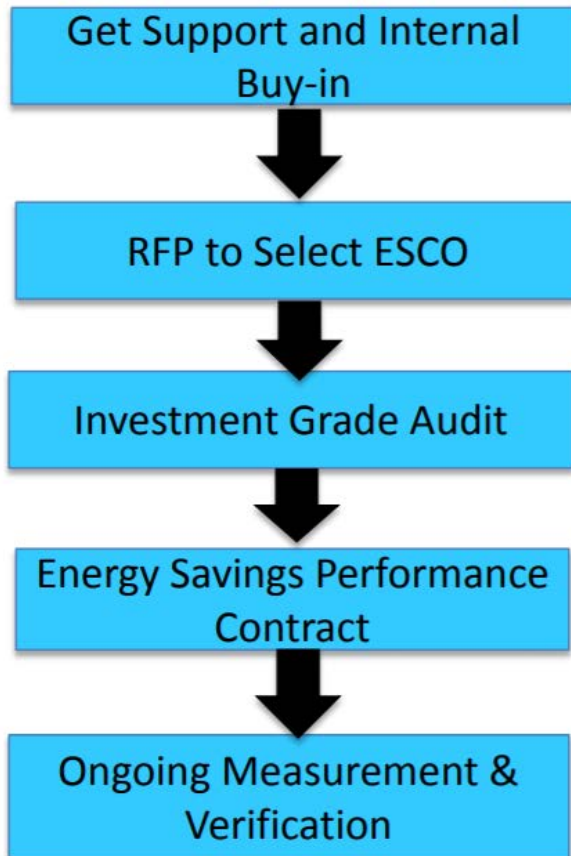 Get Support and Internal
Buy-in
RFP to Select ESCO
Investment Grade Audit
Energy Savings Performance
Contract
Ongoing Measurement &
Verification